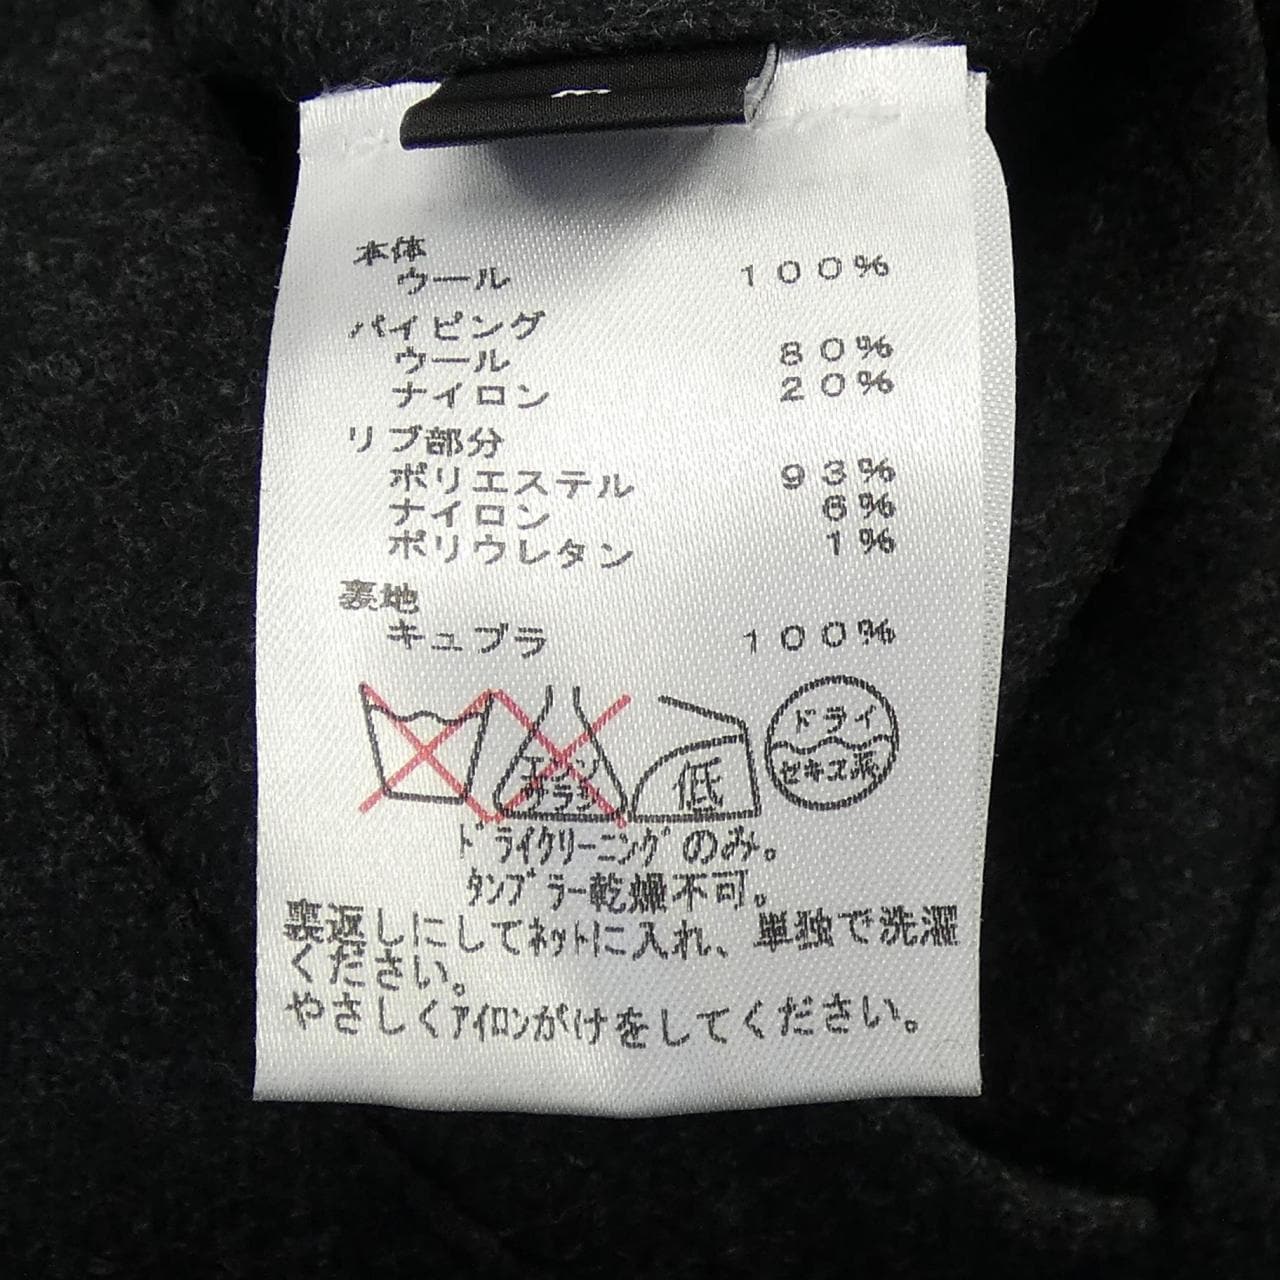 本体
ウール 100%
パイピング
ウール 80%
ナイロン 20%
リブ部分
ポリエステル 93%
ナイロン 6%
ポリウレタン 1%
裏地
キュプラ 100%
エンソ
サラシ
低
ドライ
セキユ系
ﾄﾞﾗｲｸﾘｰﾆﾝｸﾞのみ。
ﾀﾝﾌﾞﾗｰ乾燥不可。
裏返しにしてﾈｯﾄに入れ、単独で洗濯
ください。
やさしくｱｲﾛﾝがけをしてください。